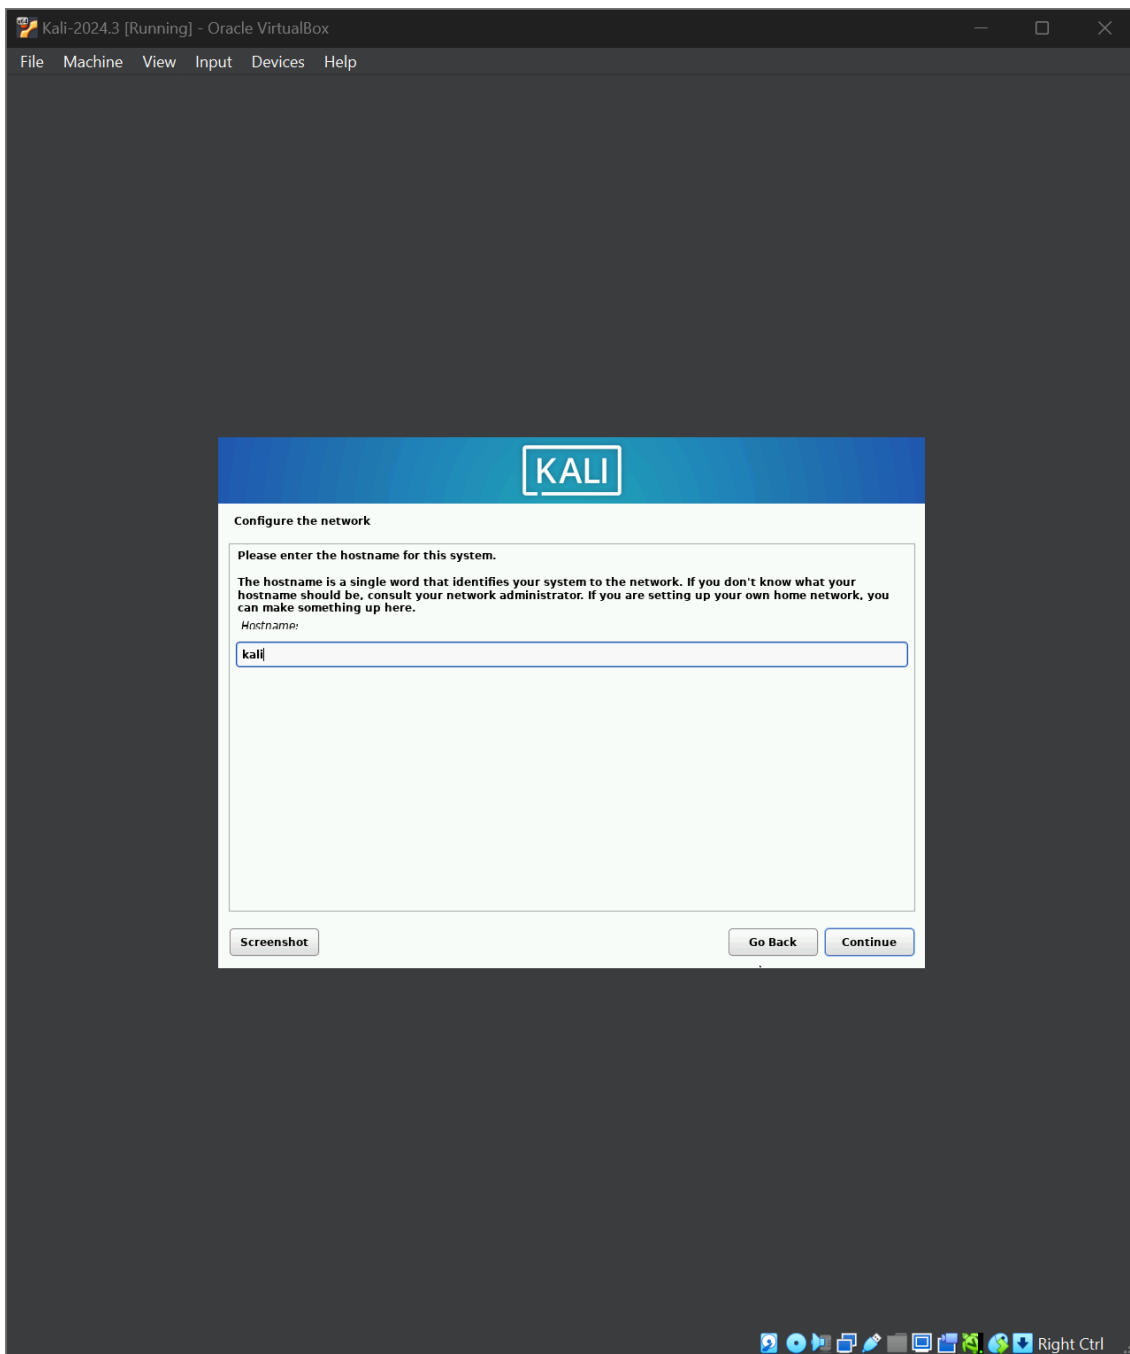 Kali-2024.3 [Running] - Oracle VirtualBox
File Machine View Input Devices Help
KALI
Configure the network
Please enter the hostname for this system.
The hostname is a single word that identifies your system to the network. If you don't know what your
hostname should be, consult your network administrator. If you are setting up your own home network, you
can make something up here.
Hostname:
kali
Screenshot Go Back Continue
Right Ctrl